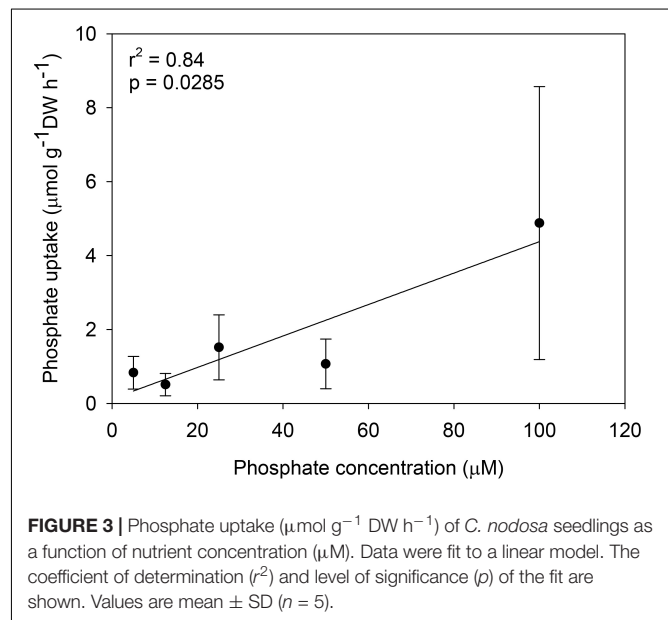 r² = 0.84
p = 0.0285
Phosphate uptake (μmol g⁻¹DW h⁻¹)
10
8
6
4
2
0
0 20 40 60 80 100 120
Phosphate concentration (μM)
FIGURE 3 | Phosphate uptake (μmol g⁻¹ DW h⁻¹) of C. nodosa seedlings as
a function of nutrient concentration (μM). Data were fit to a linear model. The
coefficient of determination (r²) and level of significance (p) of the fit are
shown. Values are mean ± SD (n = 5).